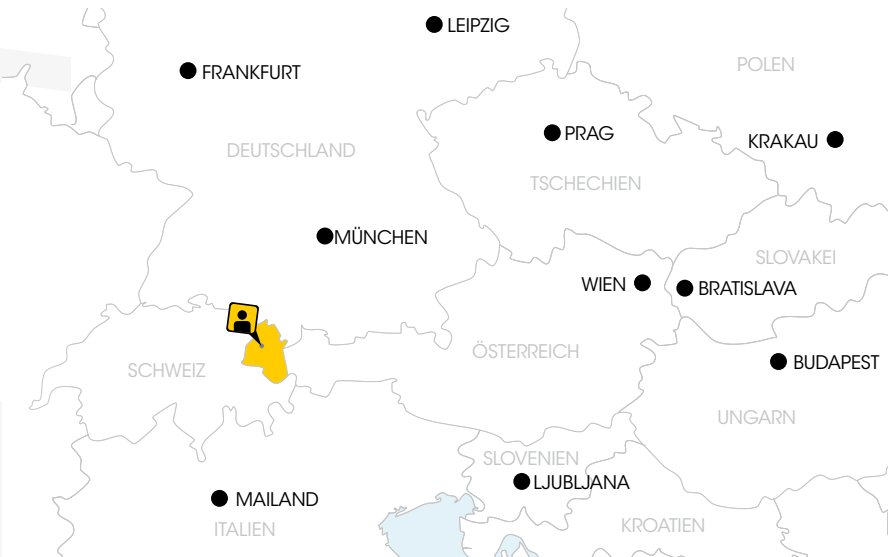 LEIPZIG
FRANKFURT
POLEN
PRAG
KRAKAU
DEUTSCHLAND
TSCHECHIEN
MÜNCHEN
SLOVAKEI
WIEN
BRATISLAVA
ÖSTERREICH
SCHWEIZ
BUDAPEST
UNGARN
SLOVENIEN
LJUBLJANA
MAILAND
ITALIEN
KROATIEN